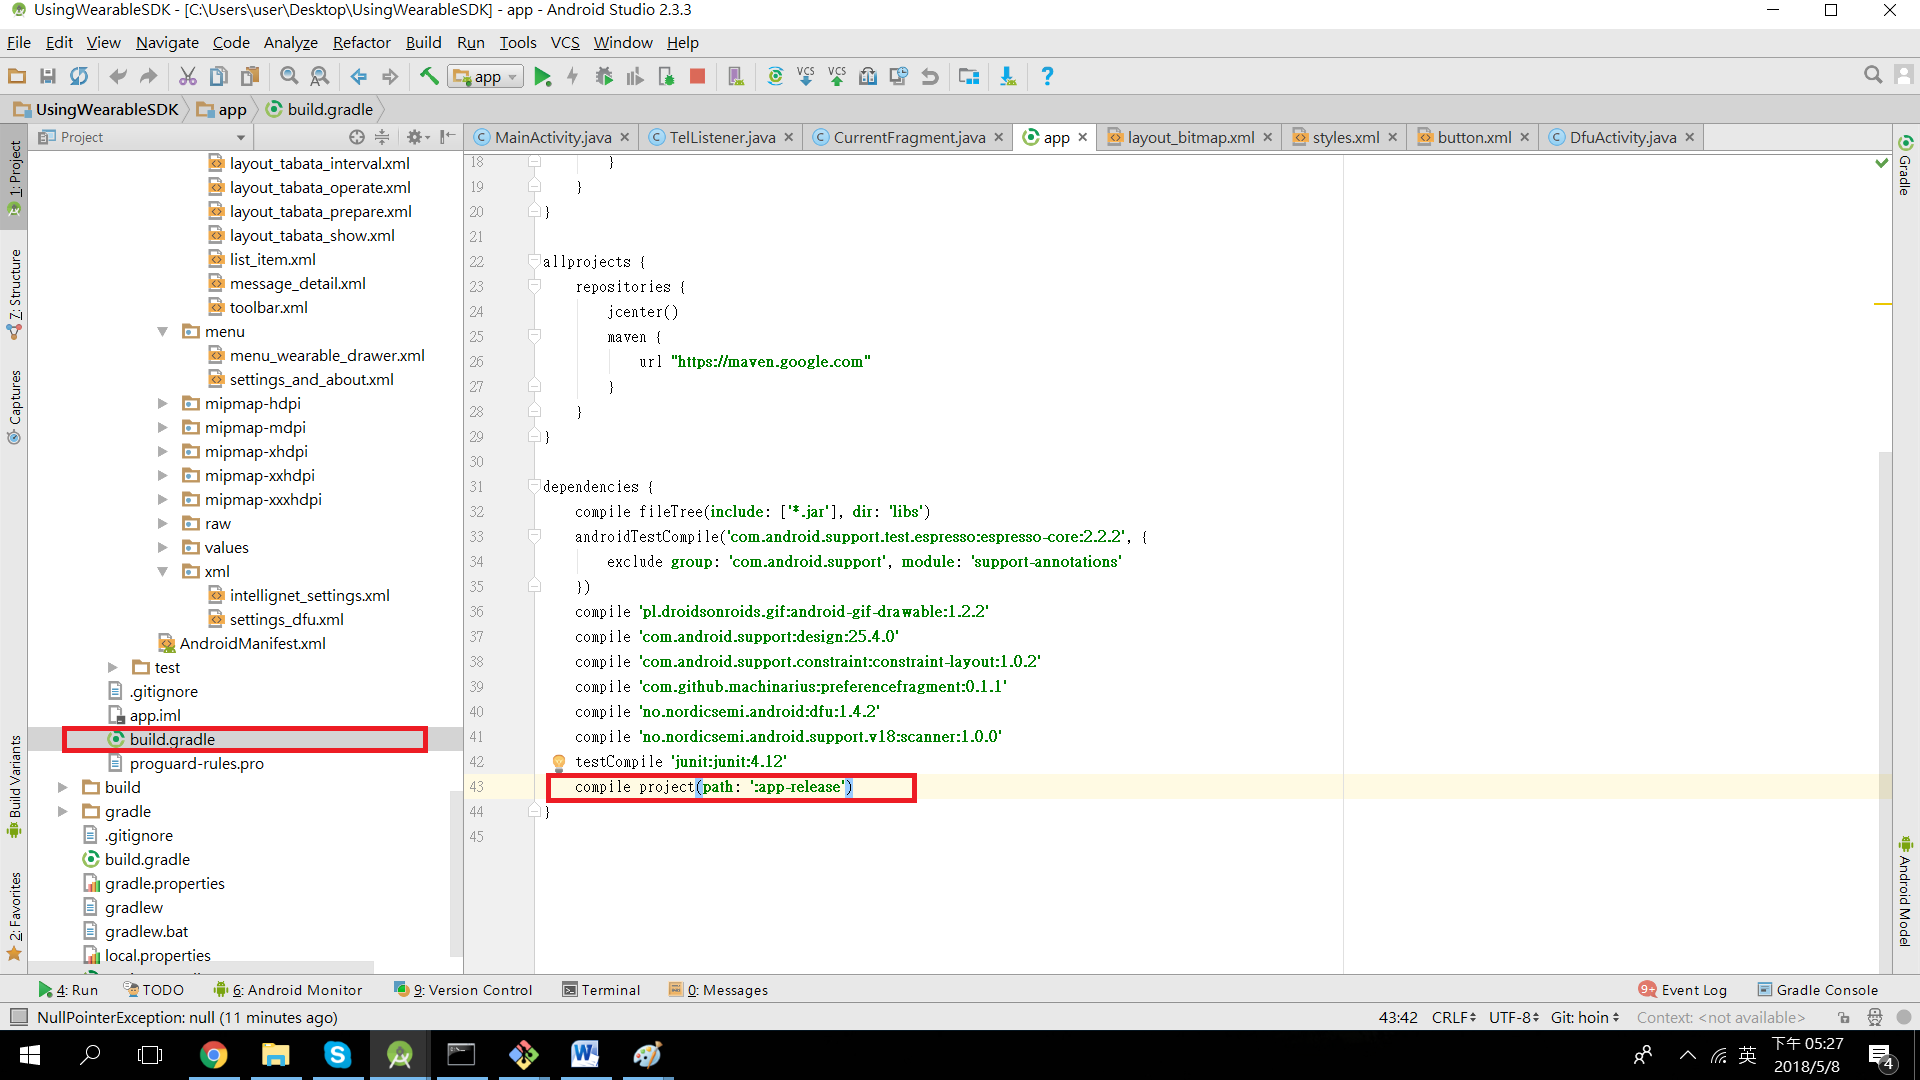 UsingWearableSDK - [C:\Users\user\Desktop\UsingWearableSDK] - app - Android Studio 2.3.3
File Edit View Navigate Code Analyze Refactor Build Run Tools VCS Window Help
app
VCS VCS
UsingWearableSDK app build.gradle
Project
MainActivity.java TelListener.java CurrentFragment.java app layout_bitmap.xml styles.xml button.xml DfuActivity.java
1: Project
Z: Structure
Captures
Build Variants
2: Favorites
layout_tabata_interval.xml
layout_tabata_operate.xml
layout_tabata_prepare.xml
layout_tabata_show.xml
list_item.xml
message_detail.xml
toolbar.xml
menu
menu_wearable_drawer.xml
settings_and_about.xml
mipmap-hdpi
mipmap-mdpi
mipmap-xhdpi
mipmap-xxhdpi
mipmap-xxxhdpi
raw
values
xml
intellignet_settings.xml
settings_dfu.xml
AndroidManifest.xml
test
.gitignore
app.iml
build.gradle
proguard-rules.pro
build
gradle
.gitignore
build.gradle
gradle.properties
gradlew
gradlew.bat
local.properties
18 }
19 }
20 }
21
22 allprojects {
23 repositories {
24 jcenter()
25 maven {
26 url "https://maven.google.com"
27 }
28 }
29 }
30
31 dependencies {
32 compile fileTree(include: ['*.jar'], dir: 'libs')
33 androidTestCompile('com.android.support.test.espresso:espresso-core:2.2.2', {
34 exclude group: 'com.android.support', module: 'support-annotations'
35 })
36 compile 'pl.droidsonroids.gif:android-gif-drawable:1.2.2'
37 compile 'com.android.support:design:25.4.0'
38 compile 'com.android.support.constraint:constraint-layout:1.0.2'
39 compile 'com.github.machinarius:preferencefragment:0.1.1'
40 compile 'no.nordicsemi.android:dfu:1.4.2'
41 compile 'no.nordicsemi.android.support.v18:scanner:1.0.0'
42 testCompile 'junit:junit:4.12'
43 compile project(path: ':app-release')
44 }
45
Gradle
Android Model
4: Run TODO 6: Android Monitor 9: Version Control Terminal 0: Messages 9+ Event Log Gradle Console
NullPointerException: null (11 minutes ago) 43:42 CRLF UTF-8 Git: hoin Context: <not available>
英 下午 05:27
2018/5/8 4